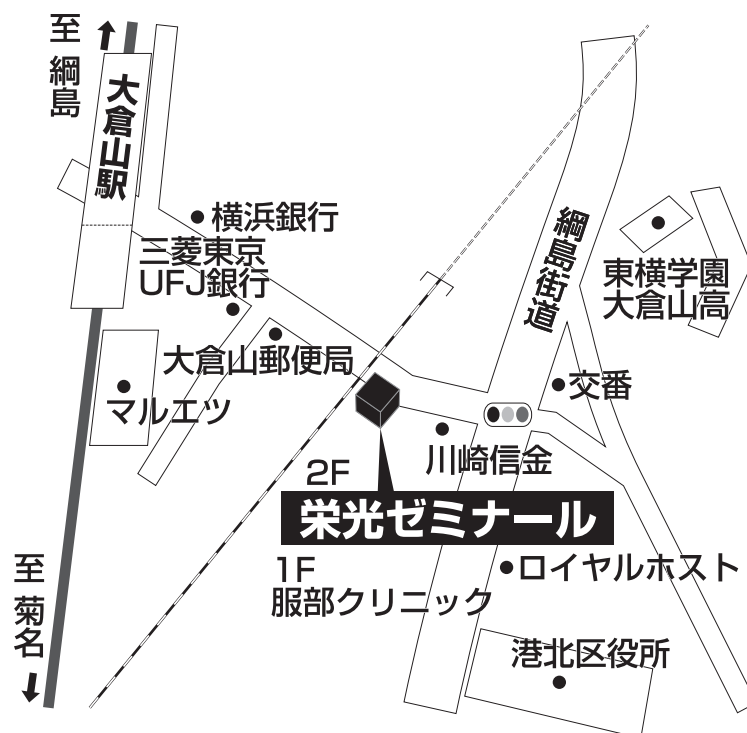 至 綱島
大倉山駅
横浜銀行
三菱東京
UFJ銀行
綱島街道
東横学園
大倉山高
大倉山郵便局
マルエツ
交番
川崎信金
2F
栄光ゼミナール
1F
服部クリニック
ロイヤルホスト
至 菊名
港北区役所